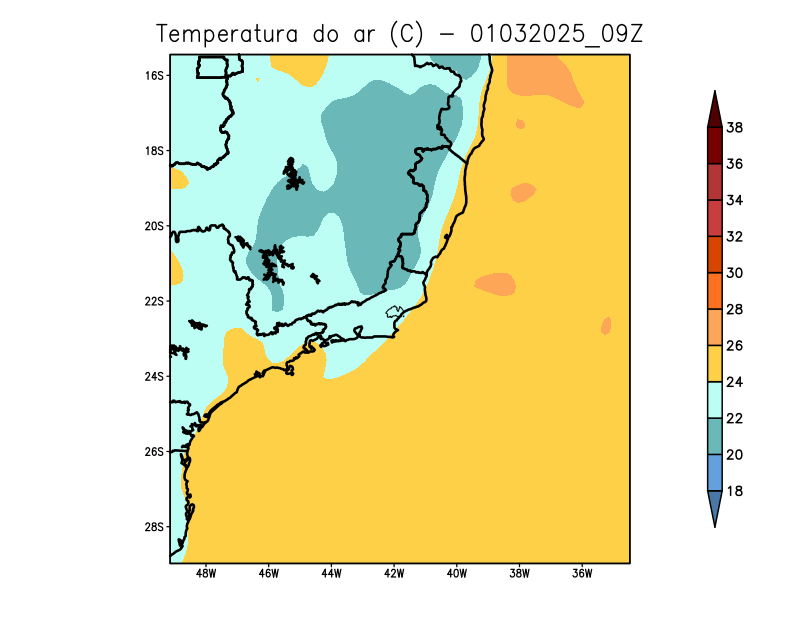 Temperatura do ar (C) – 01032025_09Z
16S
18S
20S
22S
24S
26S
28S
48W 46W 44W 42W 40W 38W 36W
38
36
34
32
30
28
26
24
22
20
18